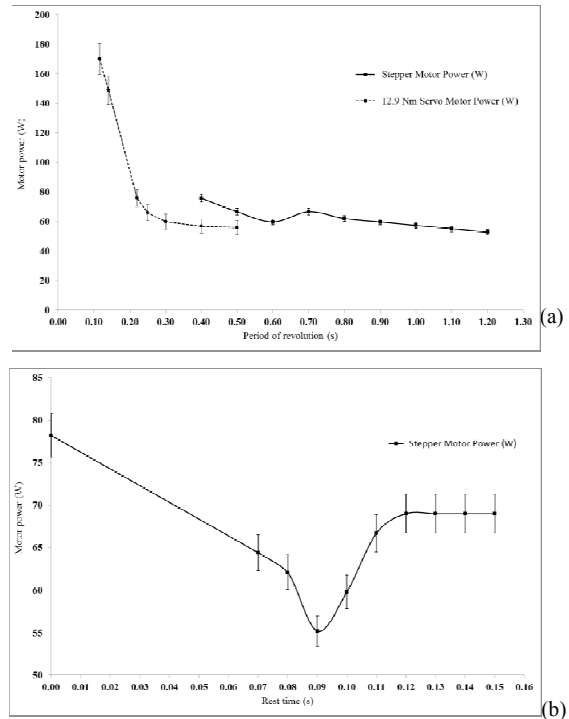 200
180
160
140
120
100
80
60
40
20
0
Motor power (W)
Stepper Motor Power (W)
12.9 Nm Servo Motor Power (W)
0.00 0.10 0.20 0.30 0.40 0.50 0.60 0.70 0.80 0.90 1.00 1.10 1.20 1.30
Period of revolution (s)
(a)
85
80
75
70
65
60
55
50
Motor power (W)
Stepper Motor Power (W)
0.00 0.01 0.02 0.03 0.04 0.05 0.06 0.07 0.08 0.09 0.10 0.11 0.12 0.13 0.14 0.15 0.16
Rest time (s)
(b)